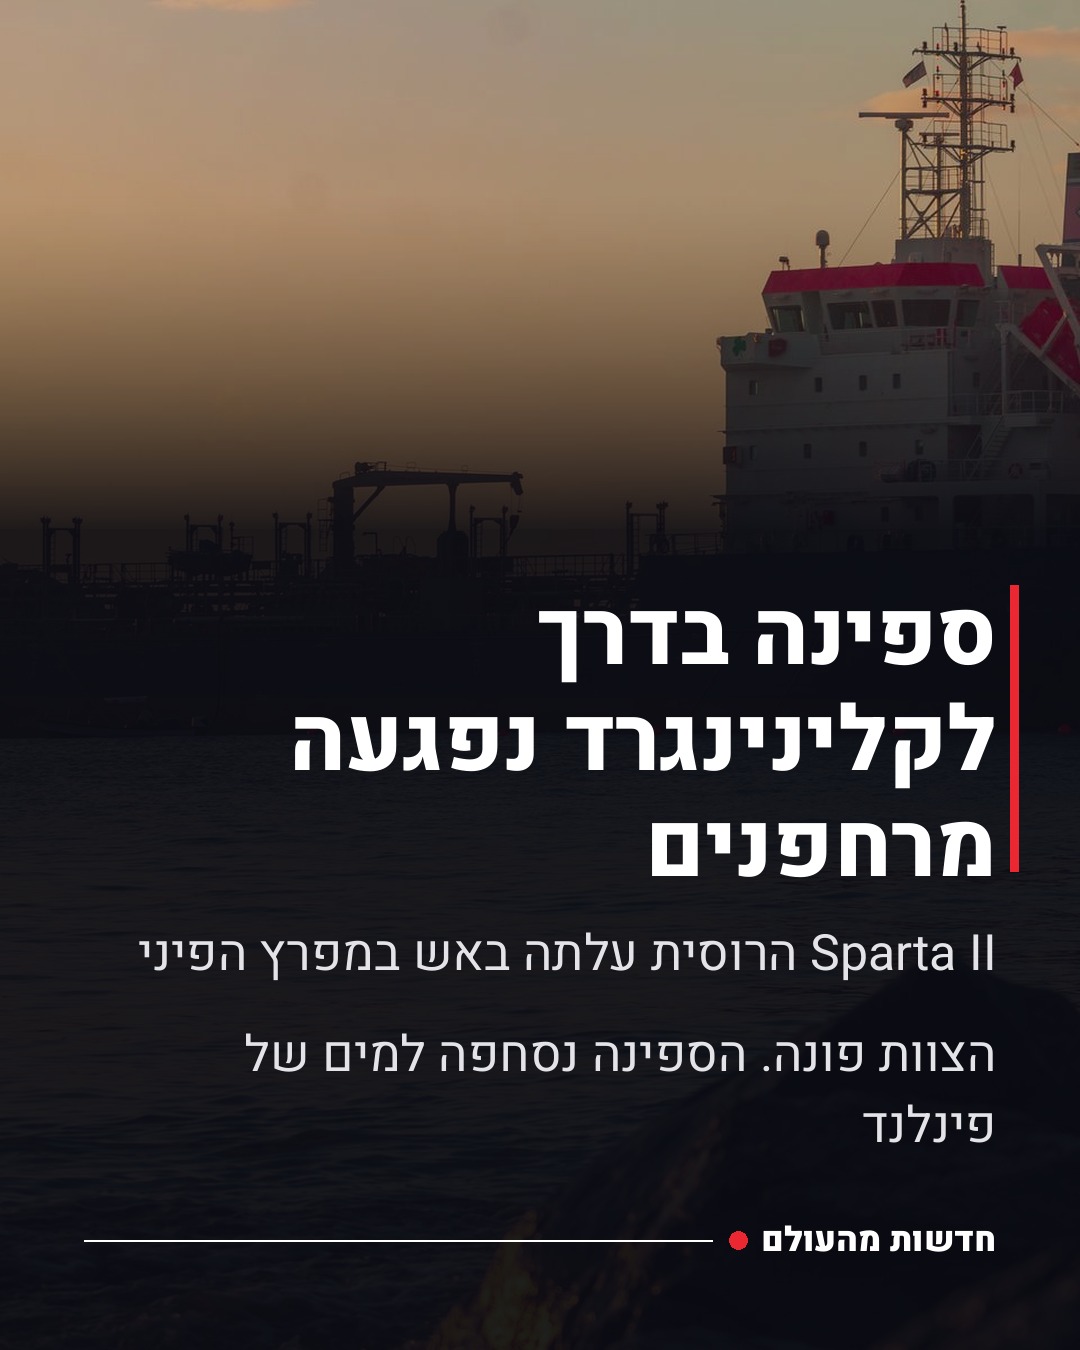 ספינה בדרך
לקלינינגרד נפגעה
מרחפנים
Sparta II הרוסית עלתה באש במפרץ הפיני
הצוות פונה. הספינה נסחפה למים של
פינלנד
חדשות מהעולם